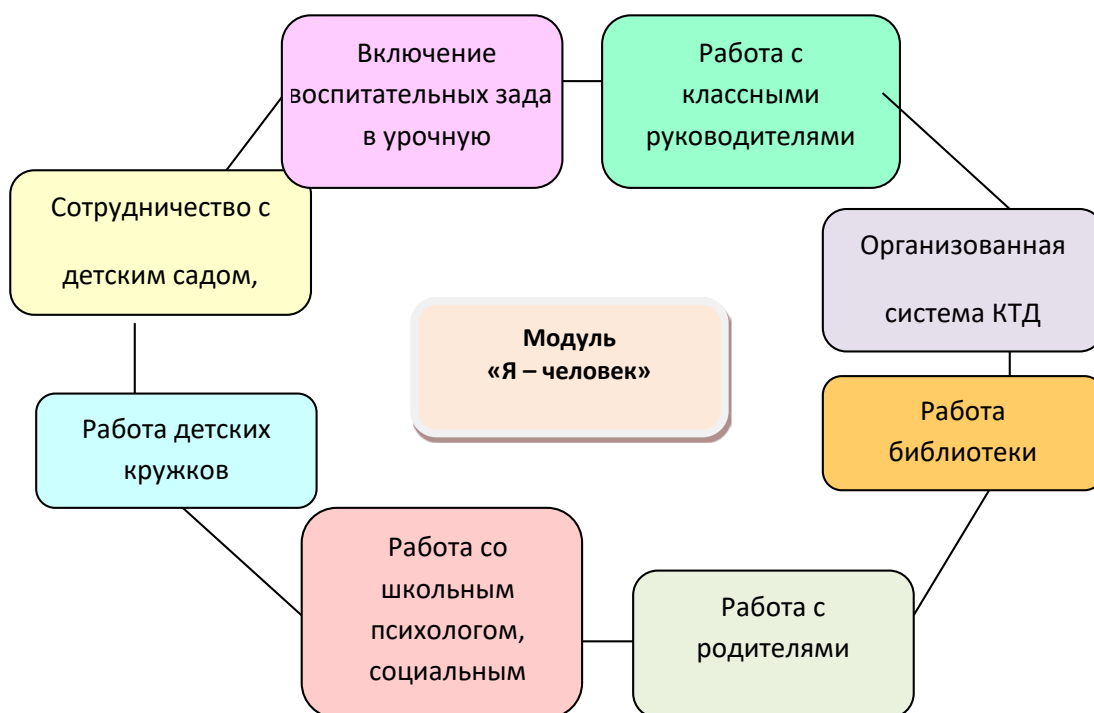 Включение
воспитательных зада
в урочную
Работа с
классными
руководителями
Сотрудничество с
детским садом,
Организованная
система КТД
Модуль
«Я – человек»
Работа детских
кружков
Работа
библиотеки
Работа со
школьным
психологом,
социальным
Работа с
родителями